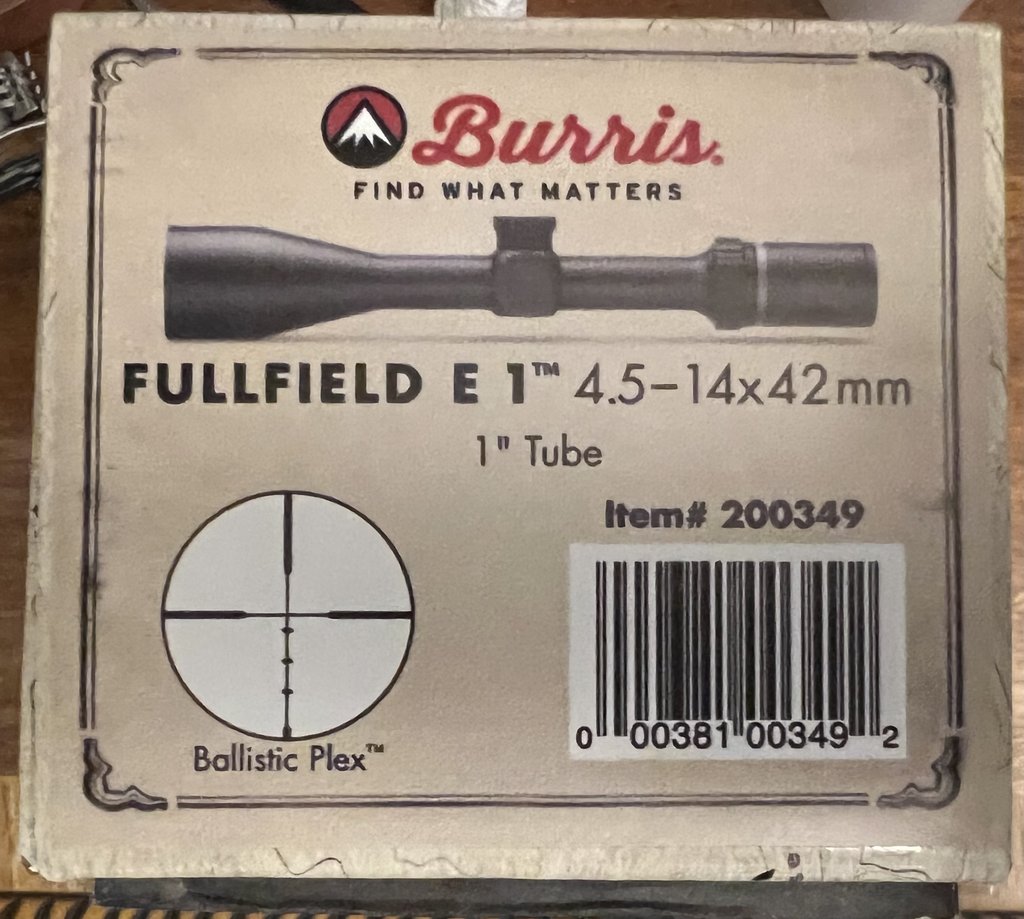 Burris.
FIND WHAT MATTERS
FULLFIELD E 1™ 4.5–14x42mm
1" Tube
Item# 200349
0 00381 00349 2
Ballistic Plex™